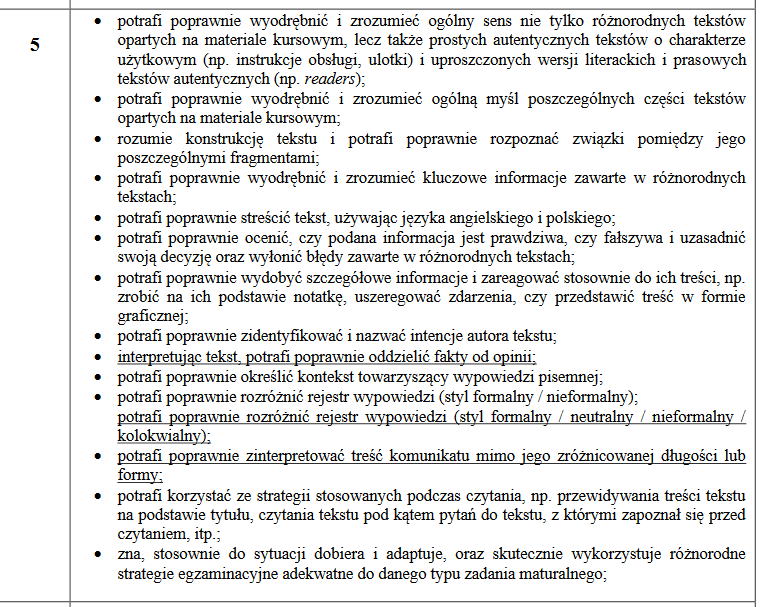 5
• potrafi poprawnie wyodrębnić i zrozumieć ogólny sens nie tylko różnorodnych tekstów
opartych na materiale kursowym, lecz także prostych autentycznych tekstów o charakterze
użytkowym (np. instrukcje obsługi, ulotki) i uproszczonych wersji literackich i prasowych
tekstów autentycznych (np. readers);
• potrafi poprawnie wyodrębnić i zrozumieć ogólną myśl poszczególnych części tekstów
opartych na materiale kursowym;
• rozumie konstrukcję tekstu i potrafi poprawnie rozpoznać związki pomiędzy jego
poszczególnymi fragmentami;
• potrafi poprawnie wyodrębnić i zrozumieć kluczowe informacje zawarte w różnorodnych
tekstach;
• potrafi poprawnie streścić tekst, używając języka angielskiego i polskiego;
• potrafi poprawnie ocenić, czy podana informacja jest prawdziwa, czy fałszywa i uzasadnić
swoją decyzję oraz wyłonić błędy zawarte w różnorodnych tekstach;
• potrafi poprawnie wydobyć szczegółowe informacje i zareagować stosownie do ich treści, np.
zrobić na ich podstawie notatkę, uszeregować zdarzenia, czy przedstawić treść w formie
graficznej;
• potrafi poprawnie zidentyfikować i nazwać intencje autora tekstu;
• interpretując tekst, potrafi poprawnie oddzielić fakty od opinii;
• potrafi poprawnie określić kontekst towarzyszący wypowiedzi pisemnej;
• potrafi poprawnie rozróżnić rejestr wypowiedzi (styl formalny / nieformalny);
potrafi poprawnie rozróżnić rejestr wypowiedzi (styl formalny / neutralny / nieformalny /
kolokwialny);
• potrafi poprawnie zinterpretować treść komunikatu mimo jego zróżnicowanej długości lub
formy;
• potrafi korzystać ze strategii stosowanych podczas czytania, np. przewidywania treści tekstu
na podstawie tytułu, czytania tekstu pod kątem pytań do tekstu, z którymi zapoznał się przed
czytaniem, itp.;
• zna, stosownie do sytuacji dobiera i adaptuje, oraz skutecznie wykorzystuje różnorodne
strategie egzaminacyjne adekwatne do danego typu zadania maturalnego;